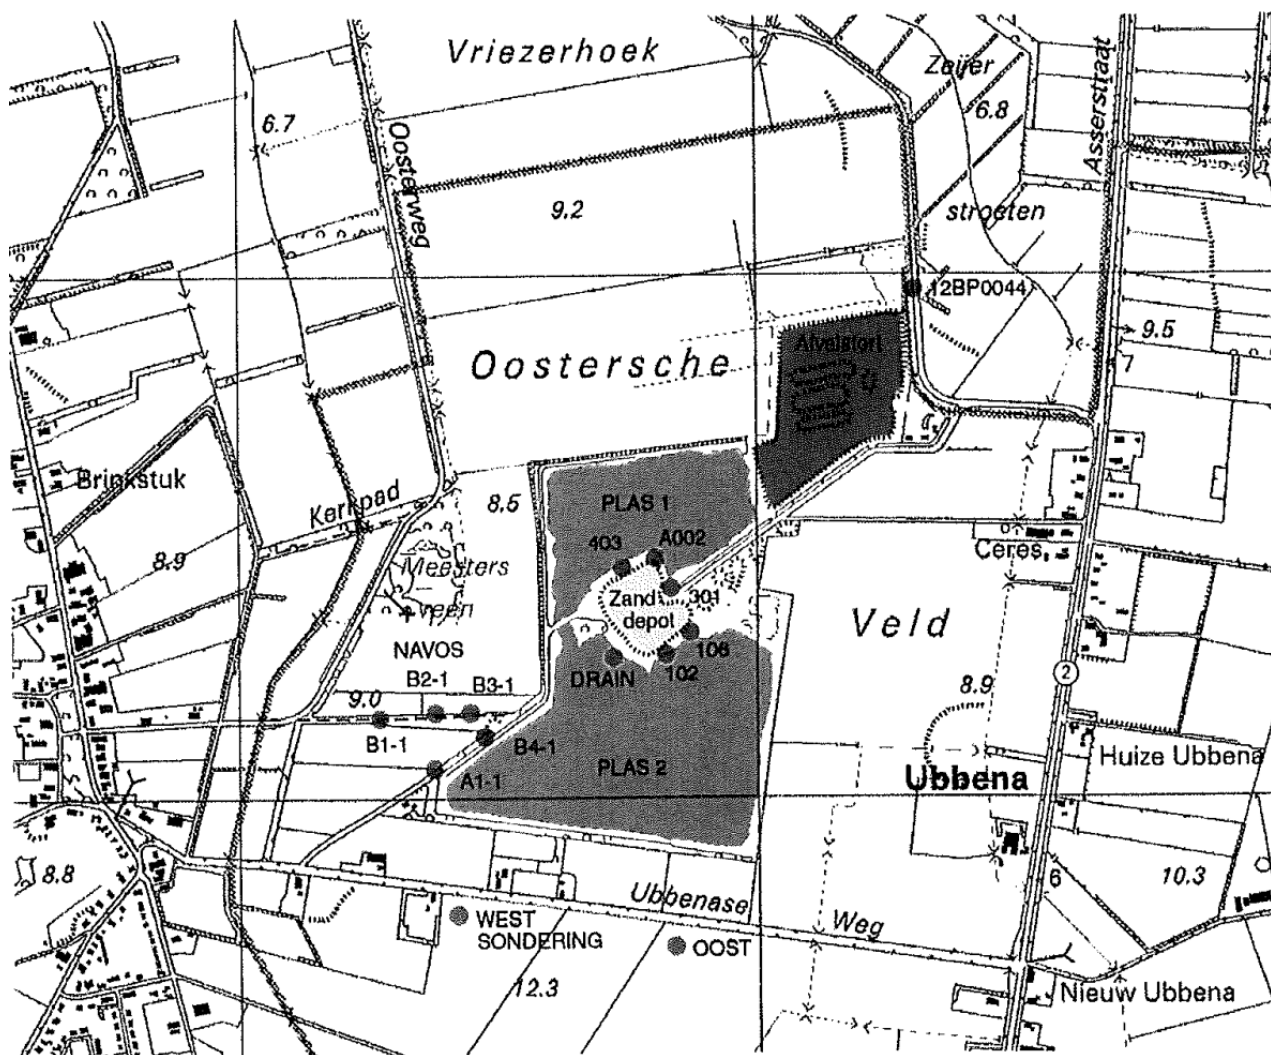 Vriezerhoek
Zeijer
6.7
6.8
Oosterweg
Asserstraat
9.2
stroeten
12BP0044
9.5
7
Afvalstort
Oostersche
Brinkstuk
Kerkpad
8.5
PLAS 1
403
A002
8.9
Meesters
veen
Zand
depot
301
Ceres
Veld
NAVOS
B2-1
B3-1
DRAIN
102
106
2
9.0
8.9
B1-1
B4-1
A1-1
PLAS 2
Ubbena
Huize Ubbena
8.8
Ubbenase
Weg
6
10.3
WEST
SONDERING
OOST
12.3
Nieuw Ubbena